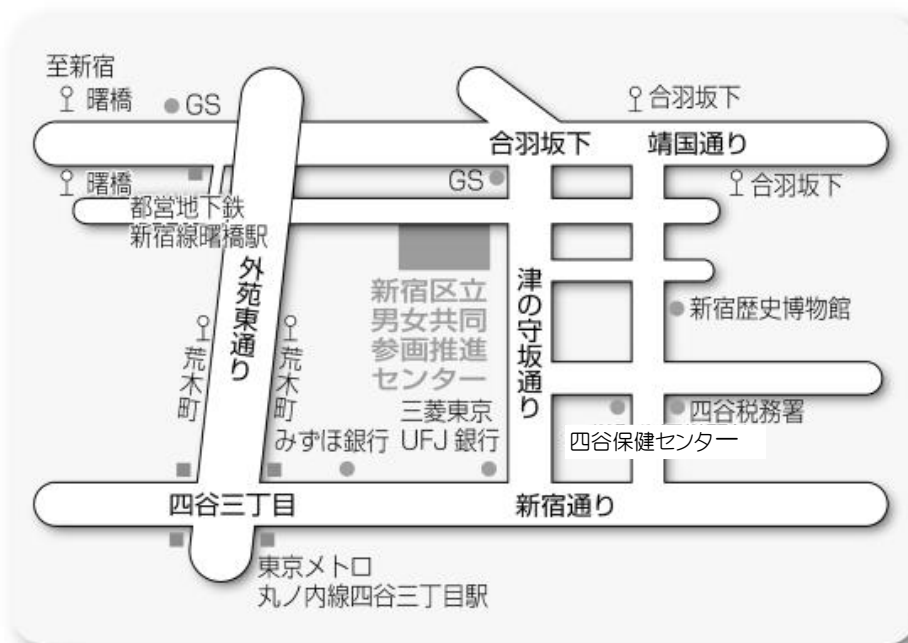 至新宿
曙橋
GS
合羽坂下
合羽坂下
靖国通り
曙橋
GS
合羽坂下
都営地下鉄
新宿線曙橋駅
外苑東通り
新宿区立
男女共同
参画推進
センター
津の守坂通り
新宿歴史博物館
荒木町
荒木町
三菱東京
UFJ 銀行
みずほ銀行
四谷税務署
四谷保健センター
四谷三丁目
新宿通り
東京メトロ
丸ノ内線四谷三丁目駅